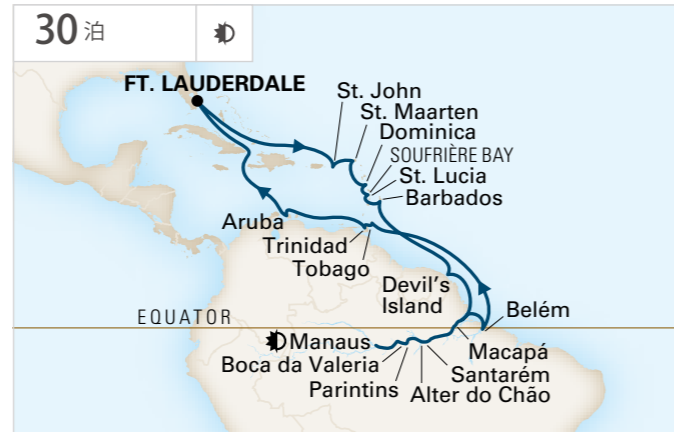 30 泊
FT. LAUDERDALE
St. John
St. Maarten
Dominica
SOUFRIÈRE BAY
St. Lucia
Barbados
Aruba
Trinidad
Tobago
Devil's
Island
EQUATOR
Belém
Manaus
Macapá
Boca da Valeria
Santarém
Parintins
Alter do Chão